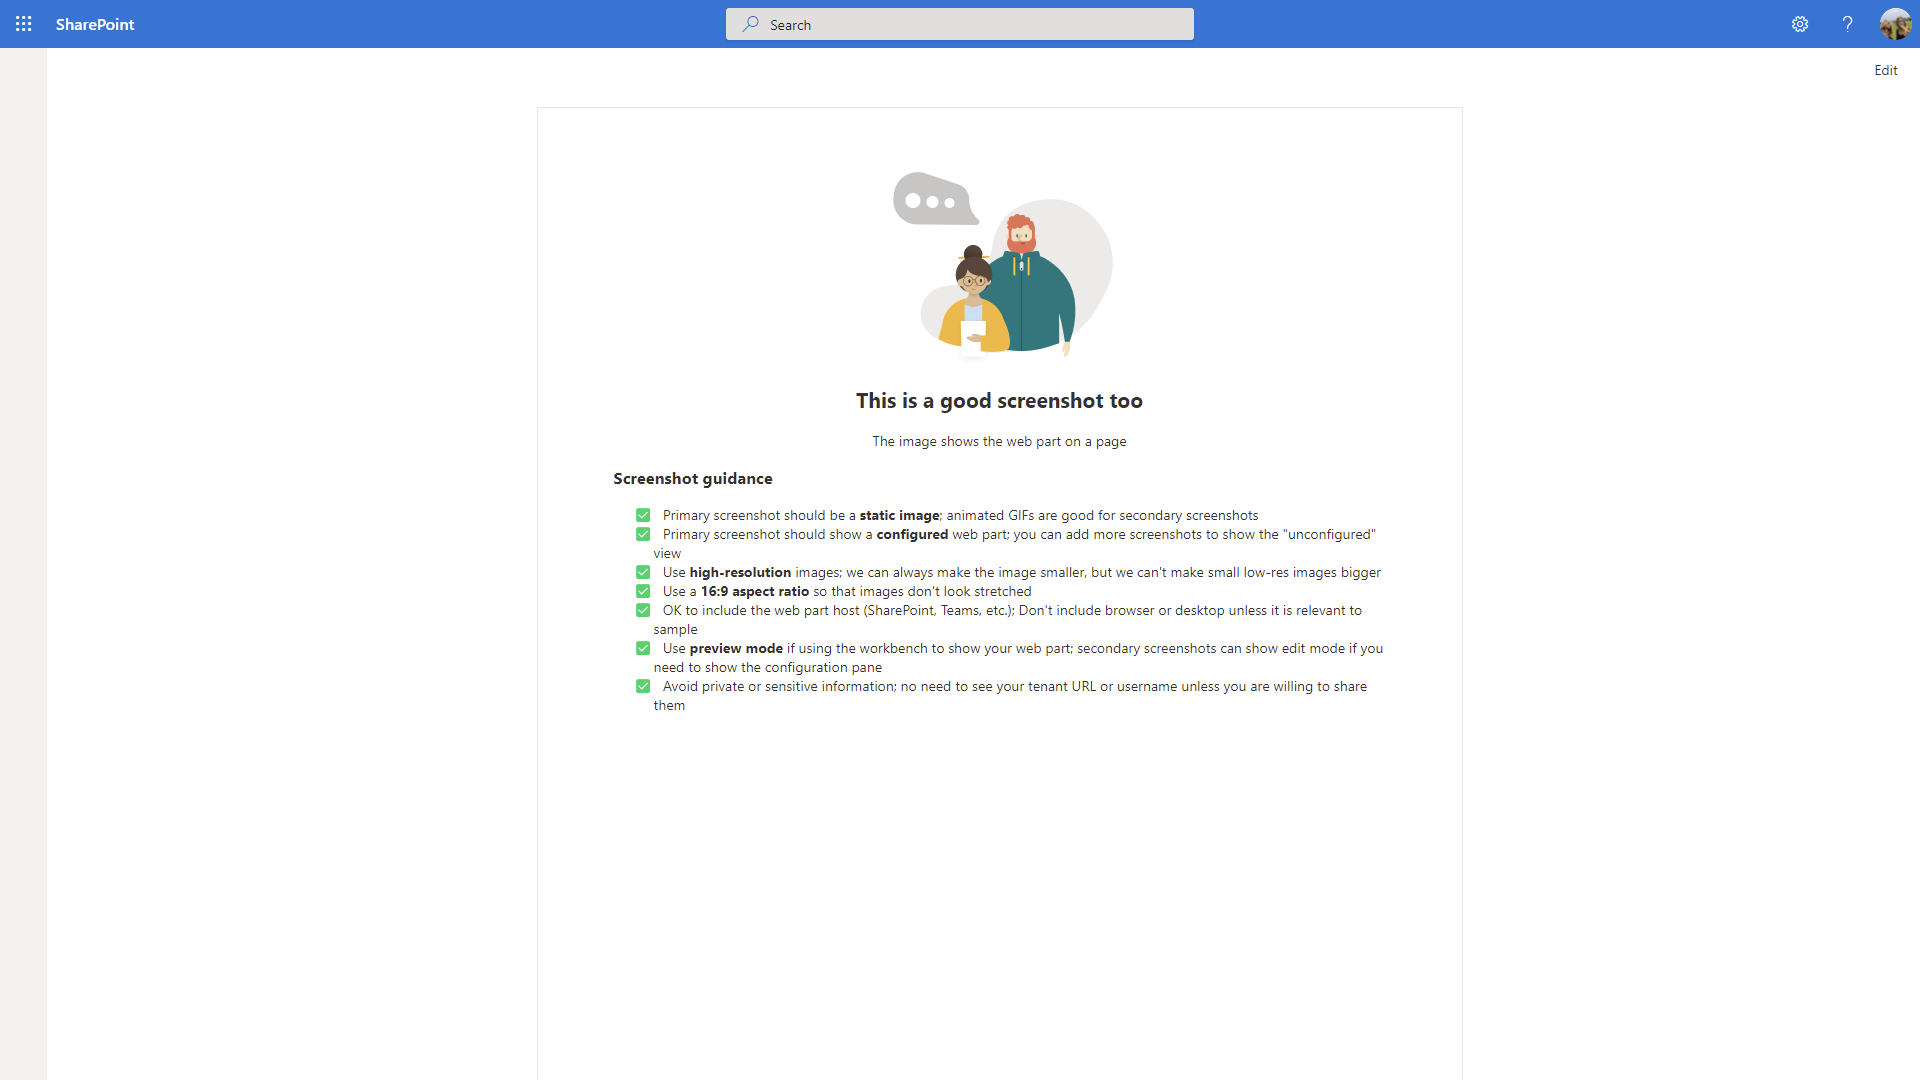 SharePoint
Search
Edit
This is a good screenshot too
The image shows the web part on a page
Screenshot guidance
Primary screenshot should be a static image; animated GIFs are good for secondary screenshots
Primary screenshot should show a configured web part; you can add more screenshots to show the "unconfigured"
view
Use high-resolution images; we can always make the image smaller, but we can't make small low-res images bigger
Use a 16:9 aspect ratio so that images don't look stretched
OK to include the web part host (SharePoint, Teams, etc.); Don't include browser or desktop unless it is relevant to
sample
Use preview mode if using the workbench to show your web part; secondary screenshots can show edit mode if you
need to show the configuration pane
Avoid private or sensitive information; no need to see your tenant URL or username unless you are willing to share
them